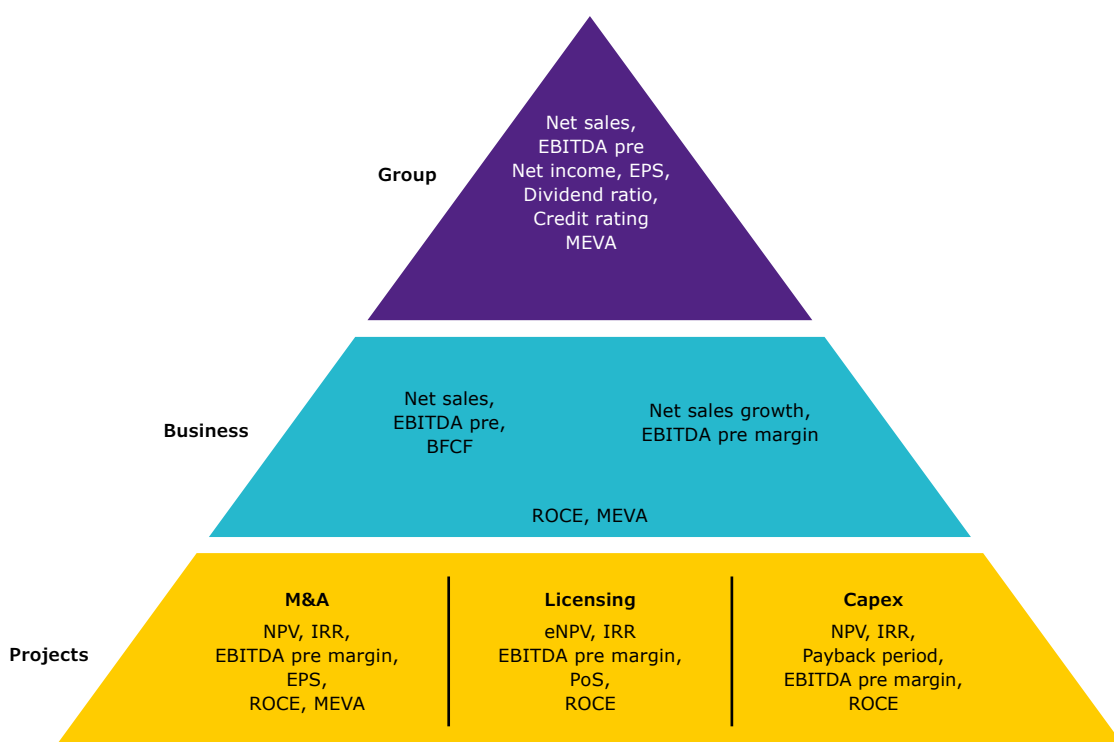 Group
Net sales,
EBITDA pre
Net income, EPS,
Dividend ratio,
Credit rating
MEVA
Business
Net sales,
EBITDA pre,
BFCF
Net sales growth,
EBITDA pre margin
ROCE, MEVA
Projects
M&A
NPV, IRR,
EBITDA pre margin,
EPS,
ROCE, MEVA
Licensing
eNPV, IRR
EBITDA pre margin,
PoS,
ROCE
Capex
NPV, IRR,
Payback period,
EBITDA pre margin,
ROCE